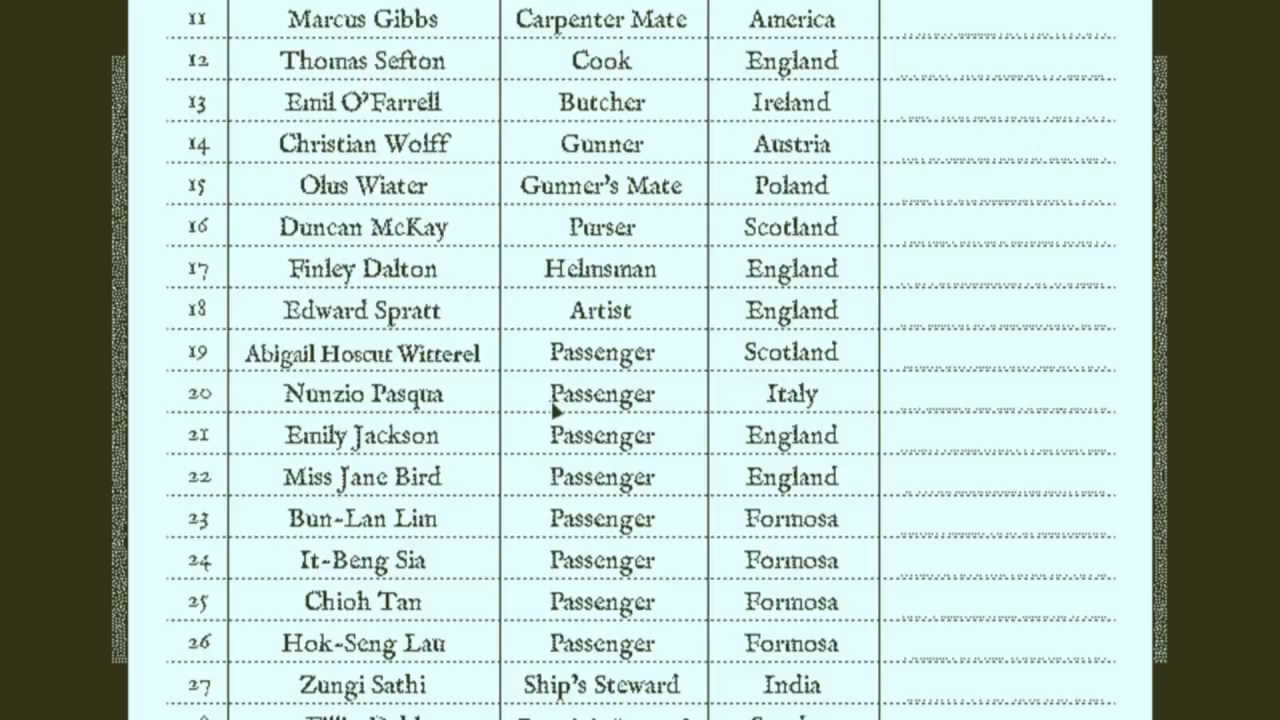 11 Marcus Gibbs Carpenter Mate America
12 Thomas Sefton Cook England
13 Emil O'Farrell Butcher Ireland
14 Christian Wolff Gunner Austria
15 Olus Wiater Gunner's Mate Poland
16 Duncan McKay Purser Scotland
17 Finley Dalton Helmsman England
18 Edward Spratt Artist England
19 Abigail Hoscut Witterel Passenger Scotland
20 Nunzio Pasqua Passenger Italy
21 Emily Jackson Passenger England
22 Miss Jane Bird Passenger England
23 Bun-Lan Lim Passenger Formosa
24 It-Beng Sia Passenger Formosa
25 Chioh Tan Passenger Formosa
26 Hok-Seng Lau Passenger Formosa
27 Zungi Sathi Ship's Steward India